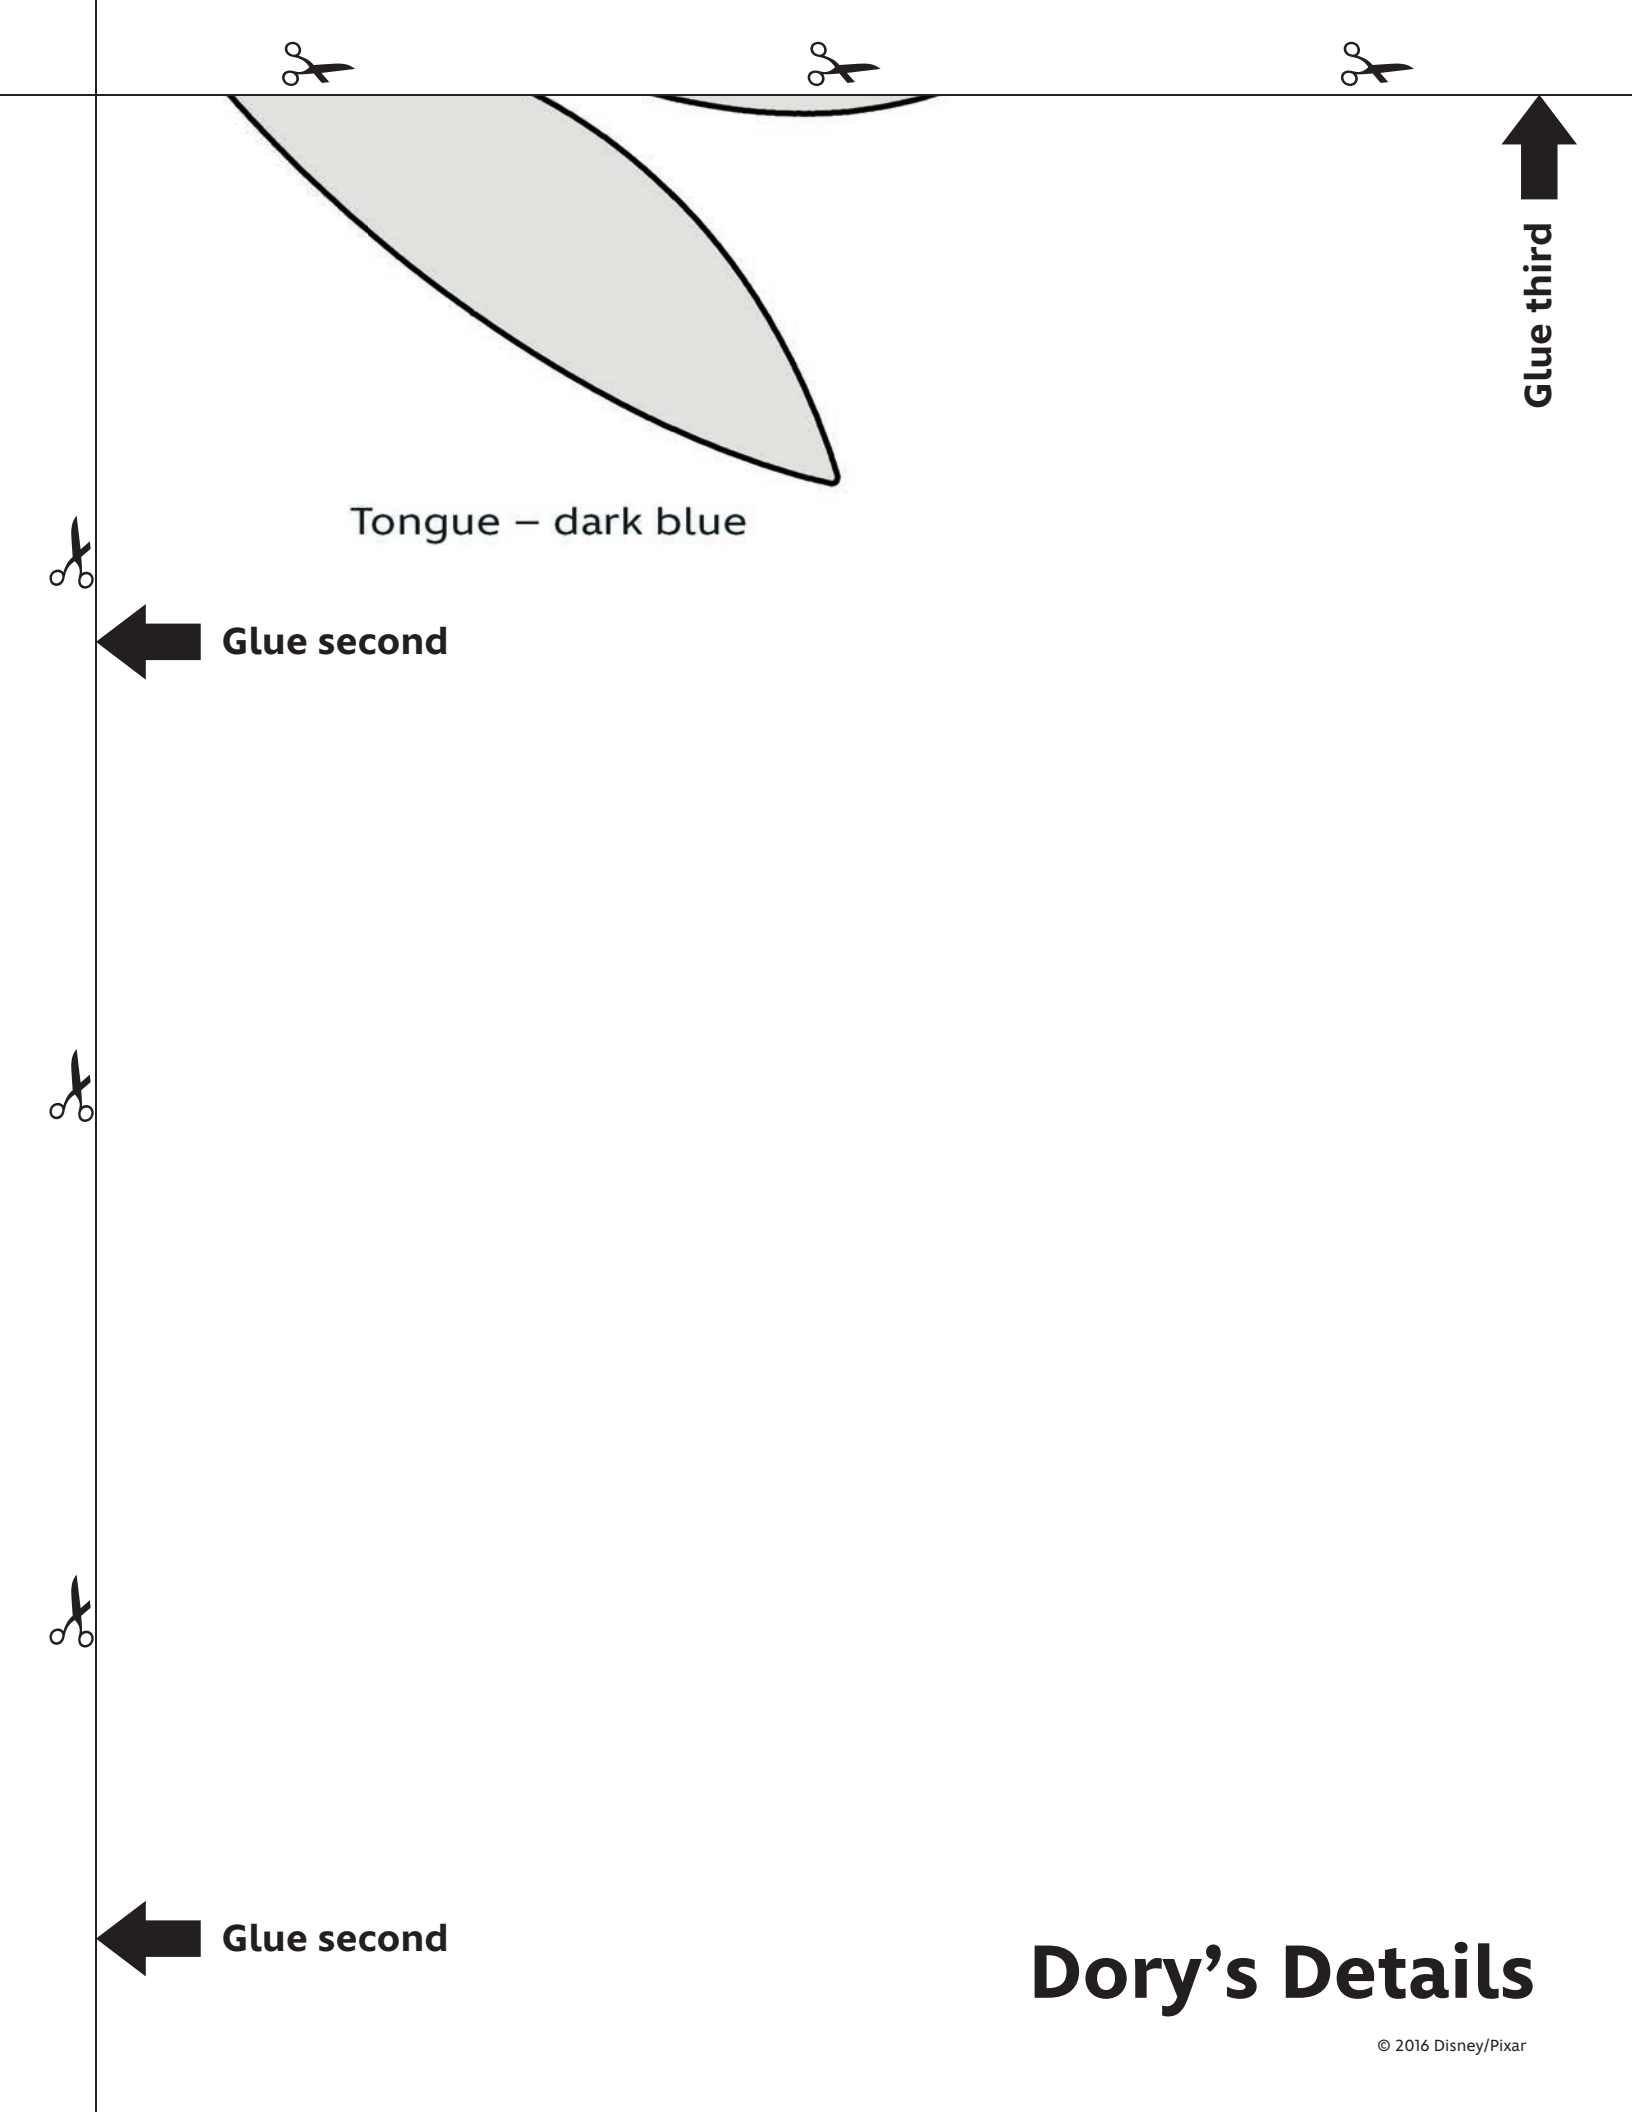 Glue third
Tongue – dark blue
Glue second
Glue second
Dory’s Details
© 2016 Disney/Pixar